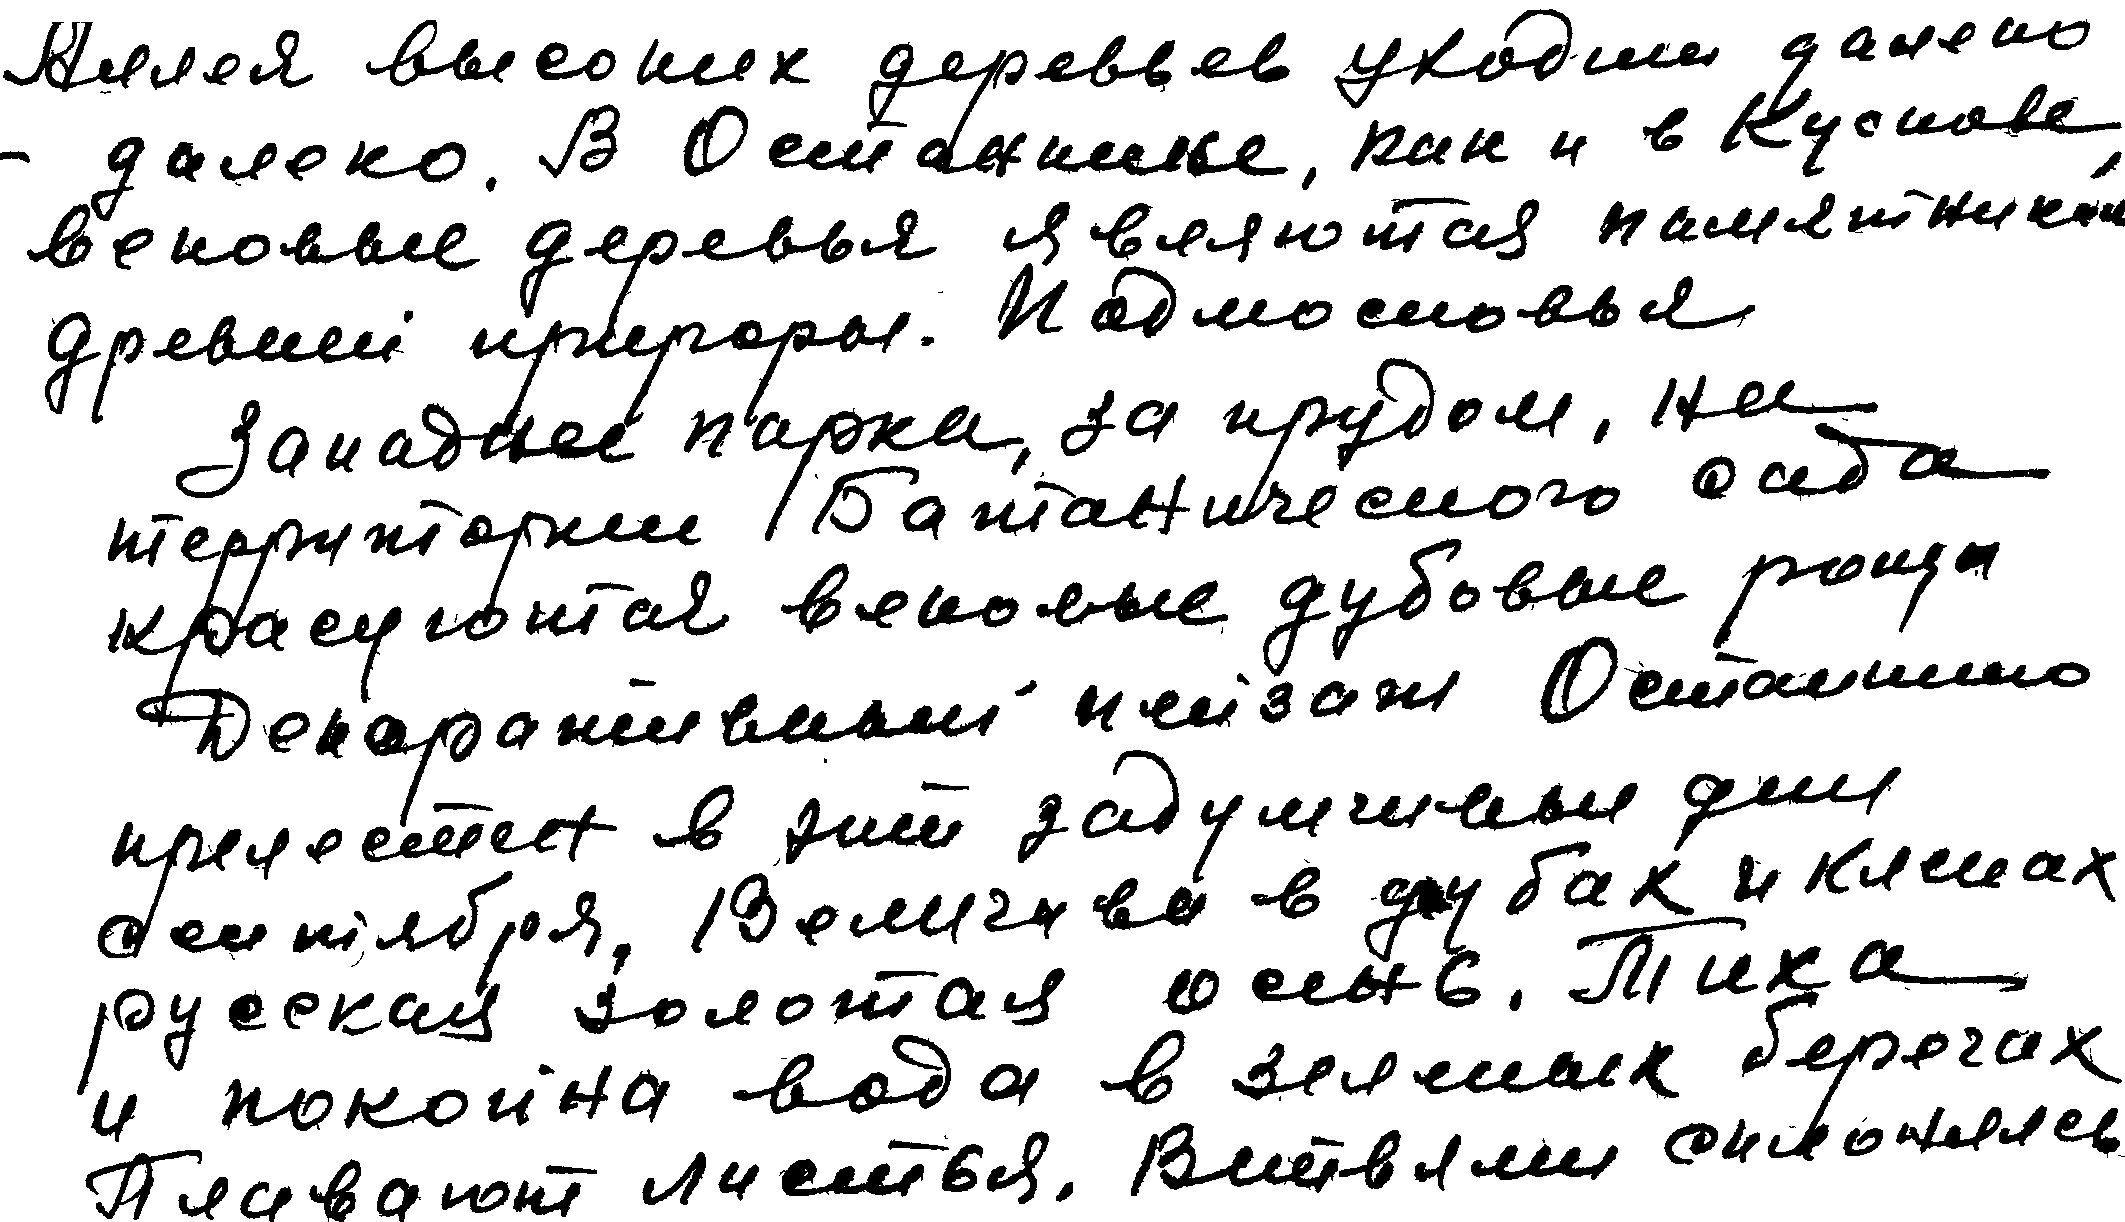 Аллея высоких деревьев уходит далеко
- далеко. В Останкине, как и в Кускове,
вековые деревья являются памятниками
древней природы. Подмосковья
Западнее парка, за прудом, на
территории Ботанического сада
красуются вековые дубовые рощи
Декоративный пейзаж Останкино
прелестен в эти задумчивые дни
сентября. Величава в дубах и кленах
русская золотая осень. Тиха
и покойна вода в зеленых берегах
Плавают листья. Ветвями склонясь